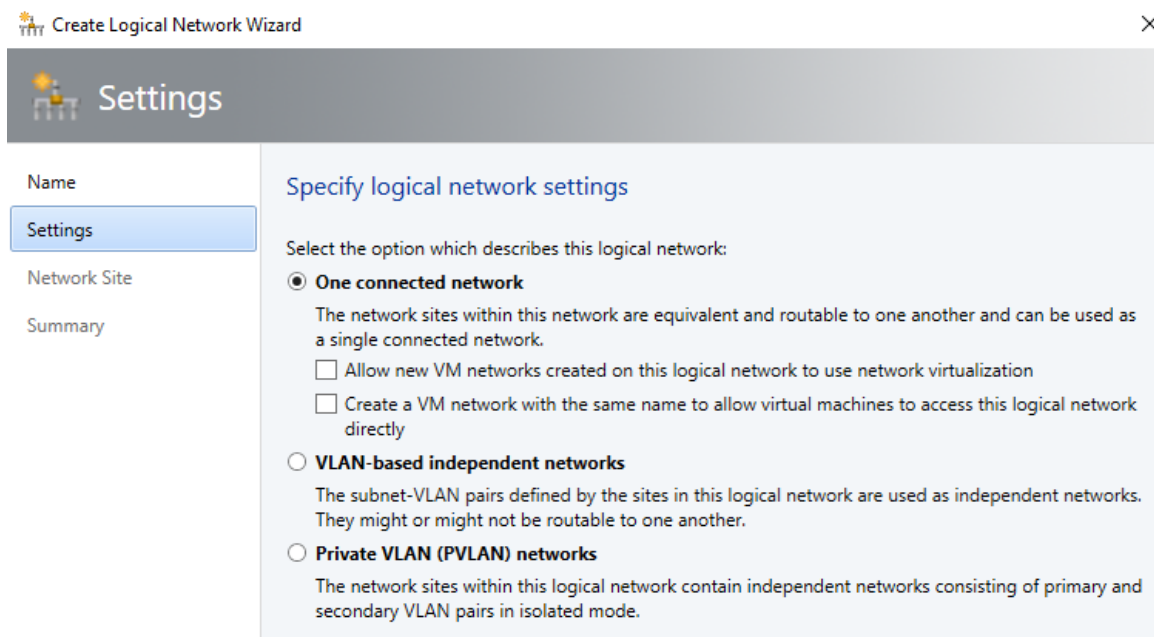 Create Logical Network Wizard
Settings
Name
Settings
Network Site
Summary
Specify logical network settings
Select the option which describes this logical network:
One connected network
The network sites within this network are equivalent and routable to one another and can be used as
a single connected network.
Allow new VM networks created on this logical network to use network virtualization
Create a VM network with the same name to allow virtual machines to access this logical network
directly
VLAN-based independent networks
The subnet-VLAN pairs defined by the sites in this logical network are used as independent networks.
They might or might not be routable to one another.
Private VLAN (PVLAN) networks
The network sites within this logical network contain independent networks consisting of primary and
secondary VLAN pairs in isolated mode.